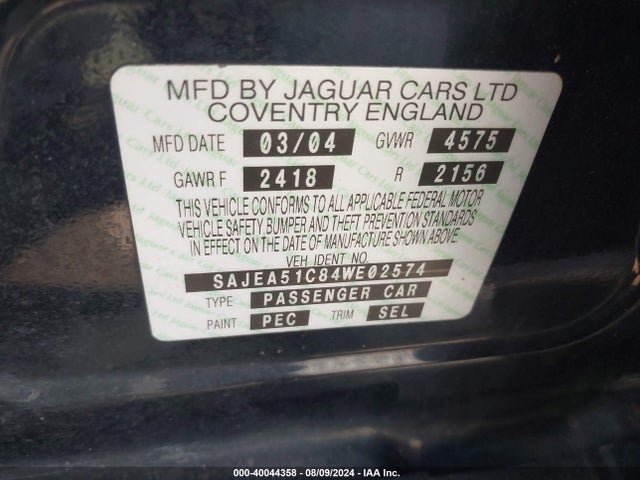 MFD BY JAGUAR CARS LTD
COVENTRY ENGLAND
MFD DATE 03/04 GVWR 4575
GAWR F 2418 R 2156
THIS VEHICLE CONFORMS TO ALL APPLICABLE FEDERAL MOTOR
VEHICLE SAFETY BUMPER AND THEFT PREVENTION STANDARDS
IN EFFECT ON THE DATE OF MANUFACTURE SHOWN ABOVE.
VEH IDENT NO.
SAJEA51C84WE02574
TYPE PASSENGER CAR
PAINT PEC TRIM SEL
000-40044358 - 08/09/2024 - IAA Inc.